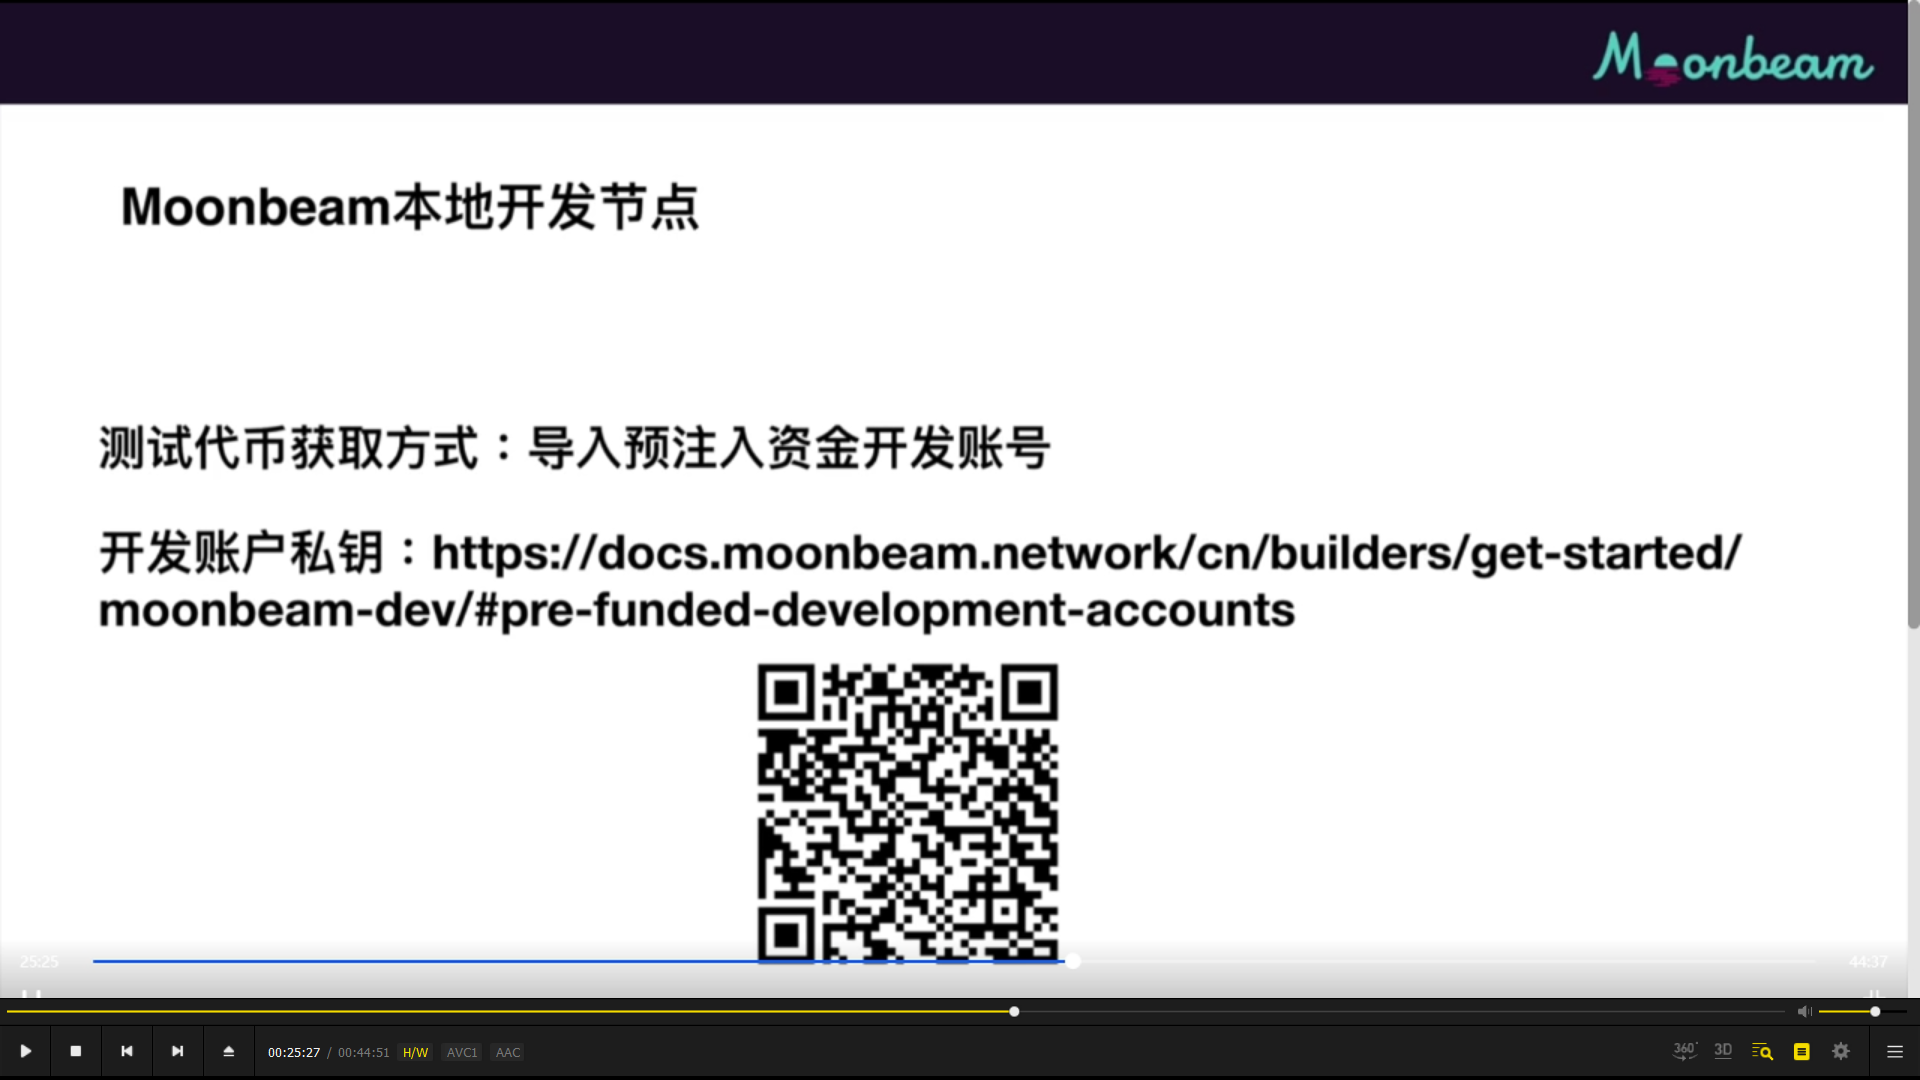 Moonbeam
Moonbeam本地开发节点
测试代币获取方式：导入预注入资金开发账号
开发账户私钥：https://docs.moonbeam.network/cn/builders/get-started/
moonbeam-dev/#pre-funded-development-accounts
25:25
44:37
00:25:27 / 00:44:51 H/W AVC1 AAC
360° 3D